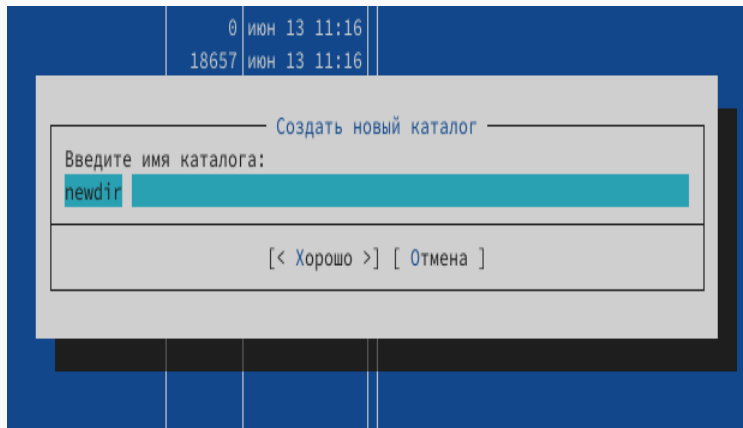 0 июн 13 11:16
18657 июн 13 11:16
Создать новый каталог
Введите имя каталога:
newdir
[< Хорошо >] [ Отмена ]